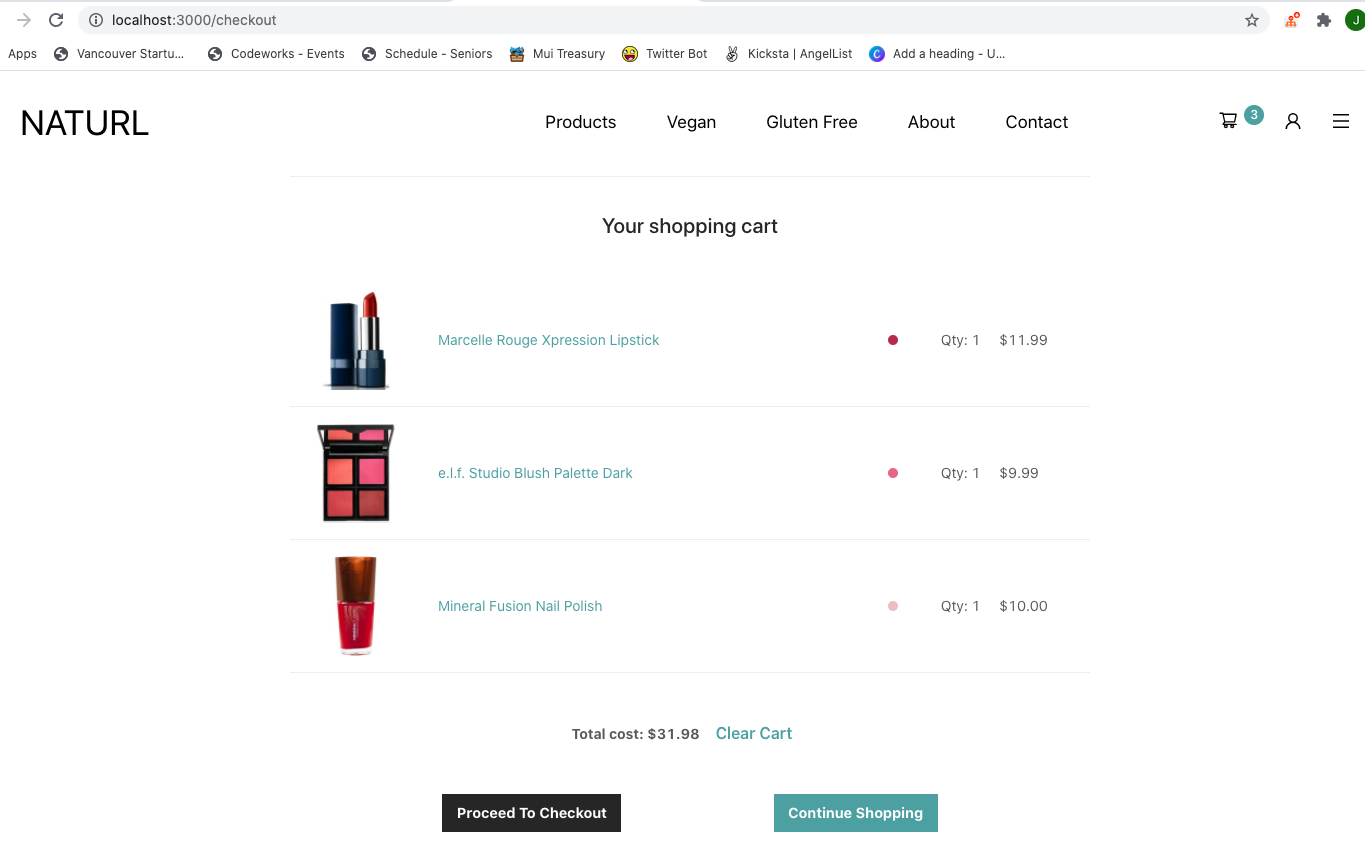 localhost:3000/checkout
J
Apps Vancouver Startu... Codeworks - Events Schedule - Seniors Mui Treasury Twitter Bot Kicksta | AngelList C Add a heading - U...
NATURL Products Vegan Gluten Free About Contact 3
Your shopping cart
Marcelle Rouge Xpression Lipstick Qty: 1 $11.99
e.l.f. Studio Blush Palette Dark Qty: 1 $9.99
Mineral Fusion Nail Polish Qty: 1 $10.00
Total cost: $31.98 Clear Cart
Proceed To Checkout Continue Shopping